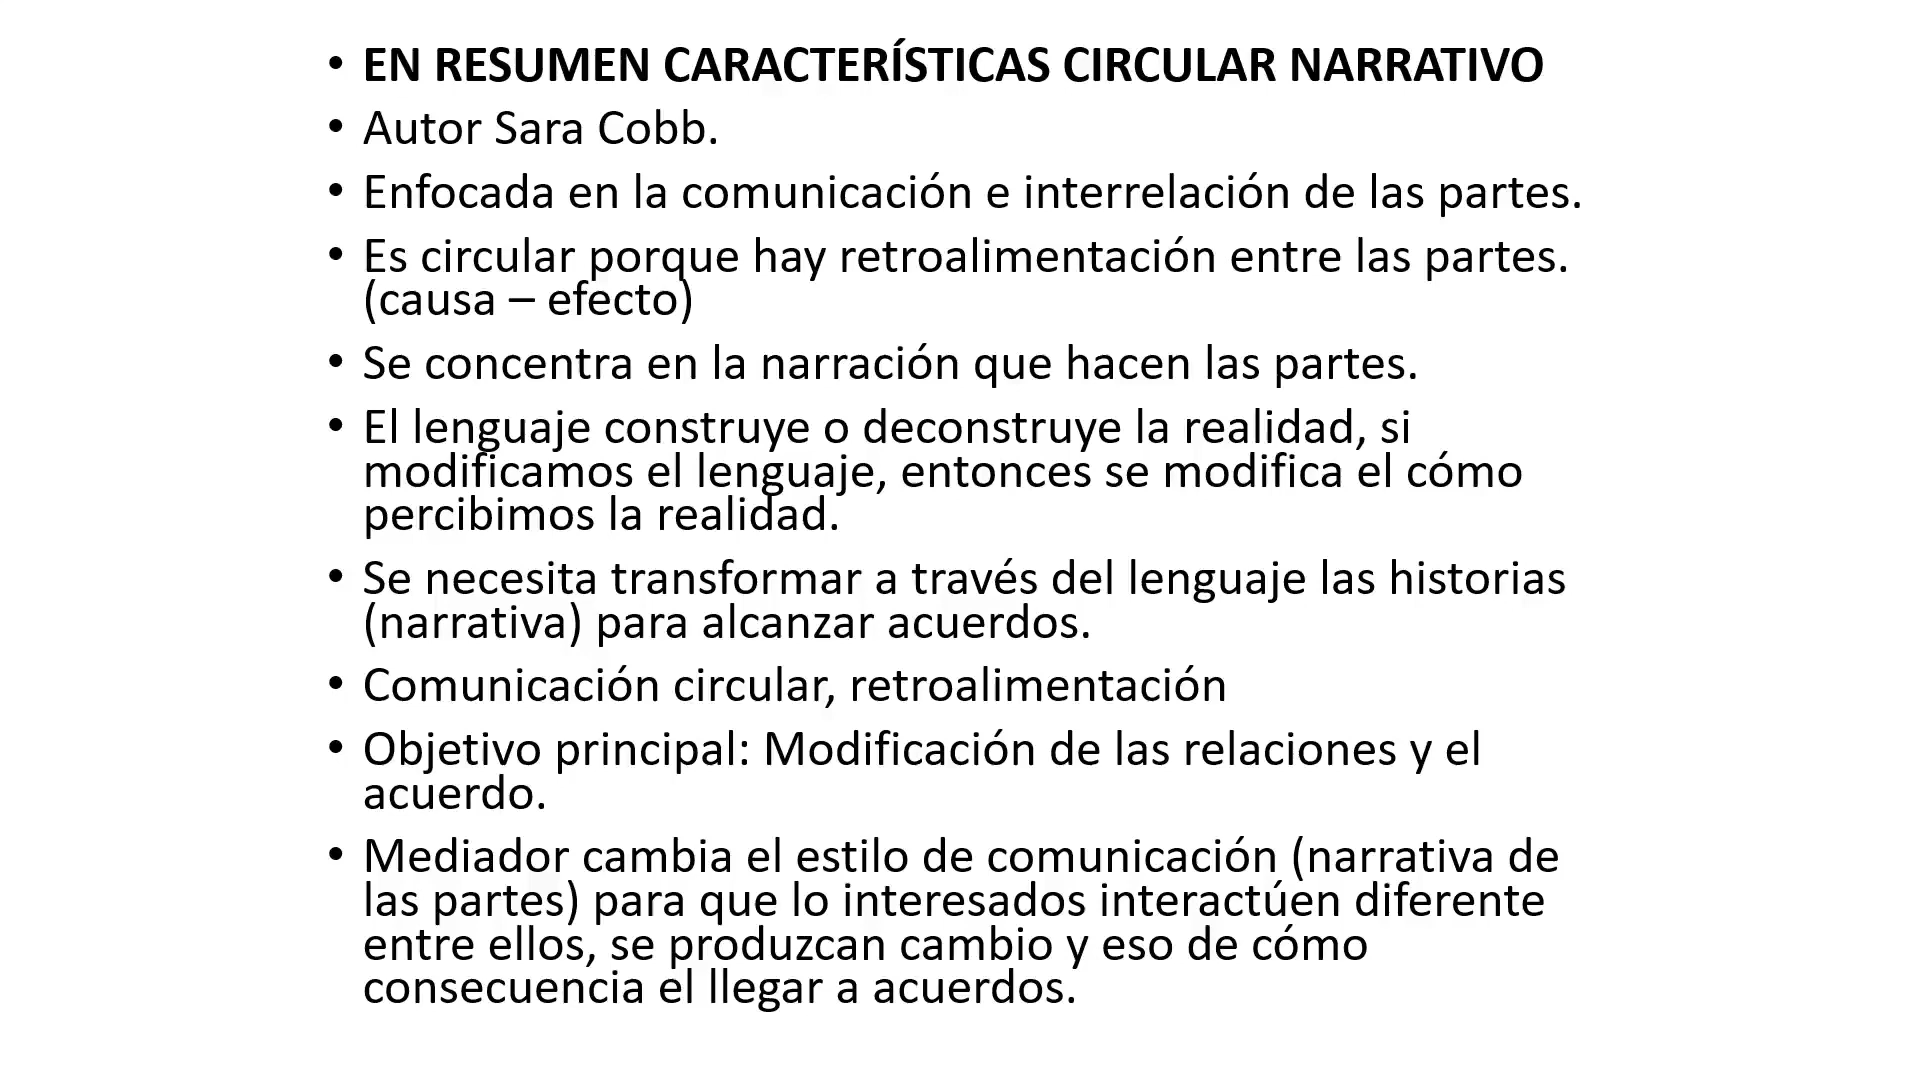 • EN RESUMEN CARACTERÍSTICAS CIRCULAR NARRATIVO
• Autor Sara Cobb.
• Enfocada en la comunicación e interrelación de las partes.
• Es circular porque hay retroalimentación entre las partes.
(causa – efecto)
• Se concentra en la narración que hacen las partes.
• El lenguaje construye o deconstruye la realidad, si
modificamos el lenguaje, entonces se modifica el cómo
percibimos la realidad.
• Se necesita transformar a través del lenguaje las historias
(narrativa) para alcanzar acuerdos.
• Comunicación circular, retroalimentación
• Objetivo principal: Modificación de las relaciones y el
acuerdo.
• Mediador cambia el estilo de comunicación (narrativa de
las partes) para que lo interesados interactúen diferente
entre ellos, se produzcan cambio y eso de cómo
consecuencia el llegar a acuerdos.